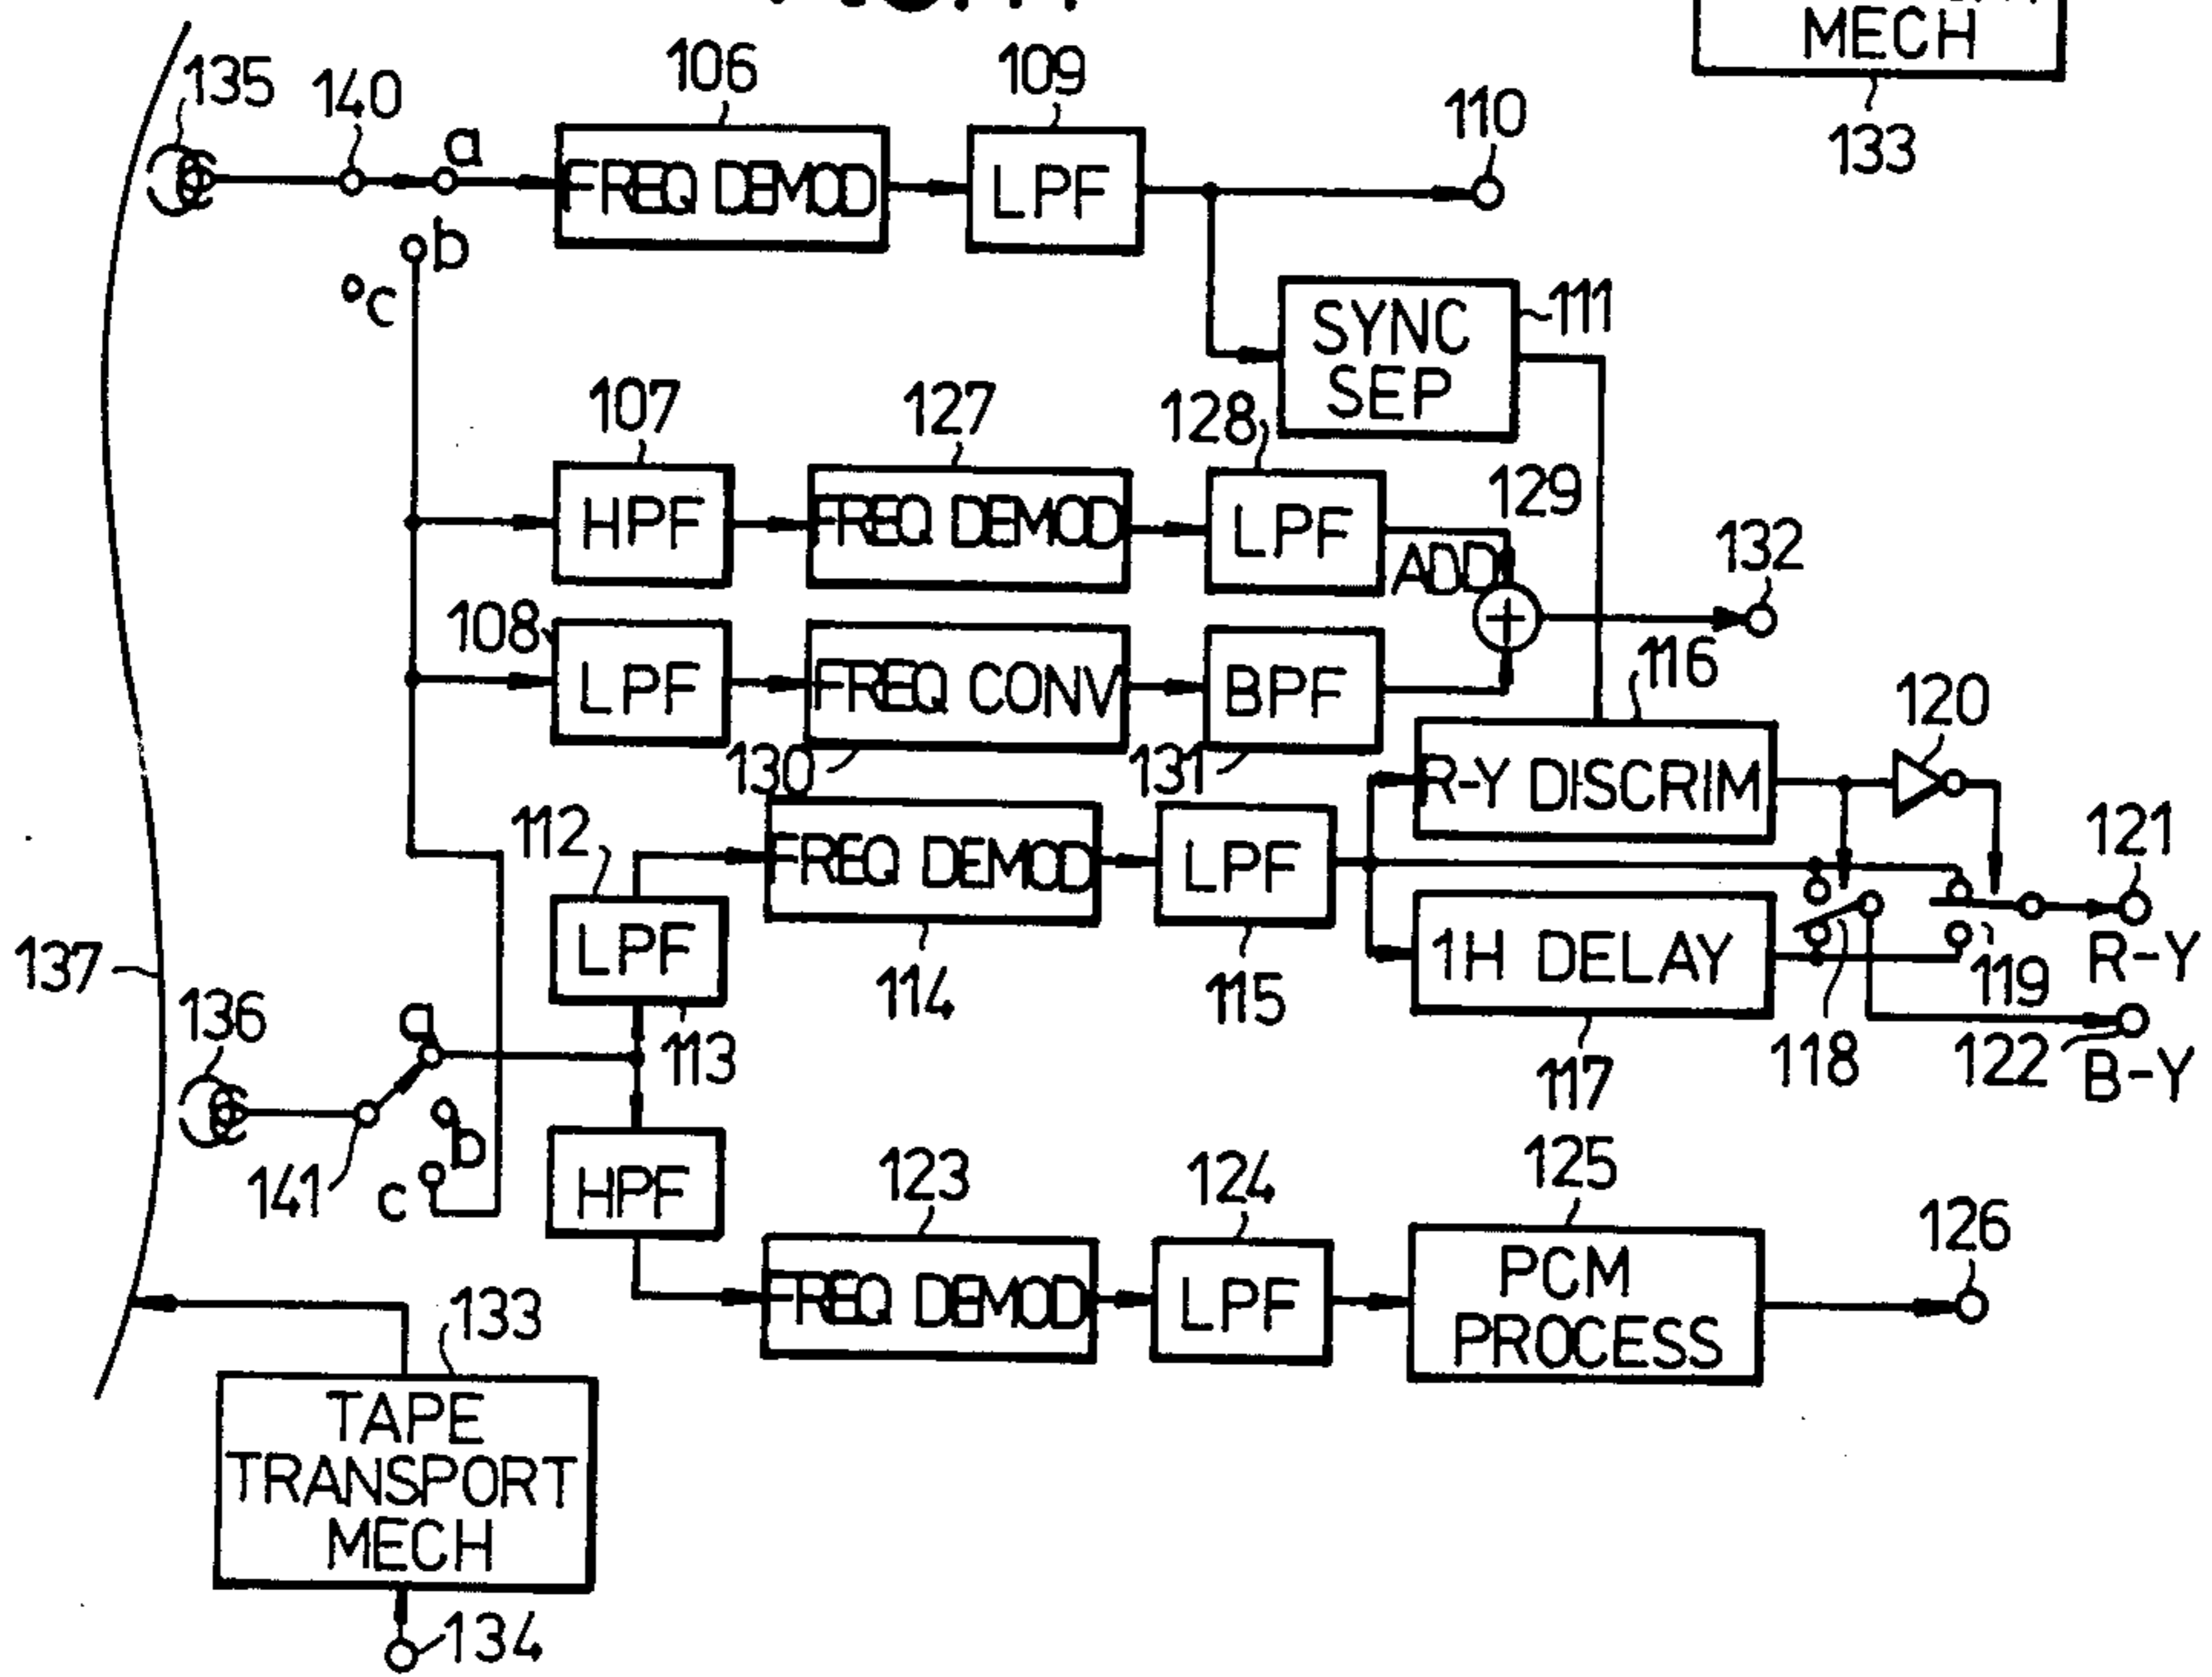 MECH
133
135
140
a
106
FREQ DEMOD
109
LPF
110
b
c
SYNC
SEP
111
107
HPF
127
FREQ DEMOD
128
LPF
129
ADD
132
108
LPF
FREQ CONV
130
BPF
131
116
R-Y DISCRIM
120
112
LPF
113
FREQ DEMOD
114
LPF
115
1H DELAY
117
118
119
121
R-Y
122
B-Y
137
136
a
b
c
141
HPF
123
FREQ DEMOD
124
LPF
125
PCM
PROCESS
126
133
TAPE
TRANSPORT
MECH
134